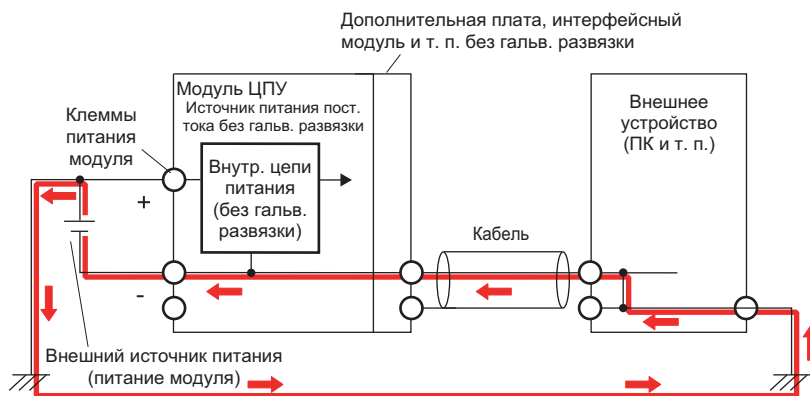 Дополнительная плата, интерфейсный
модуль и т. п. без гальв. развязки
Модуль ЦПУ
Источник питания пост.
тока без гальв. развязки
Клеммы
питания
модуля
Внутр. цепи
питания
(без гальв.
развязки)
Внешнее
устройство
(ПК и т. п.)
+
Кабель
-
Внешний источник питания
(питание модуля)